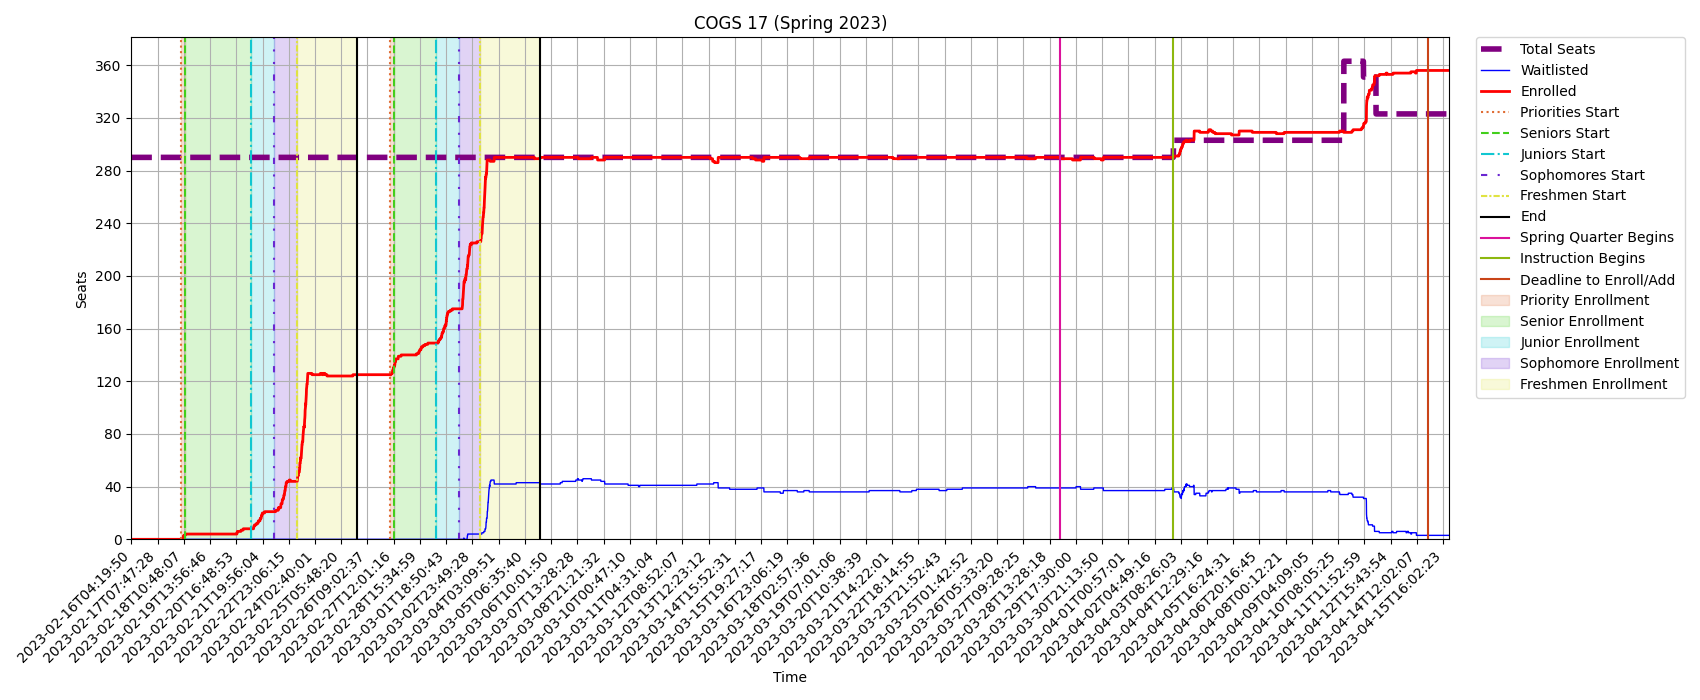 COGS 17 (Spring 2023)
Seats
360
320
280
240
200
160
120
80
40
0
2023-02-16T04:19:50
2023-02-17T07:47:28
2023-02-18T10:48:07
2023-02-19T13:56:46
2023-02-20T16:48:53
2023-02-21T19:56:04
2023-02-22T23:06:15
2023-02-24T02:40:01
2023-02-25T05:48:20
2023-02-26T09:02:37
2023-02-27T12:01:16
2023-02-28T15:34:59
2023-03-01T18:50:43
2023-03-02T23:49:28
2023-03-04T03:09:51
2023-03-05T06:35:40
2023-03-06T10:01:50
2023-03-07T13:28:28
2023-03-08T21:21:32
2023-03-10T00:47:10
2023-03-11T04:31:04
2023-03-12T08:52:07
2023-03-13T12:23:12
2023-03-14T15:52:31
2023-03-15T19:27:17
2023-03-16T23:06:19
2023-03-18T02:57:36
2023-03-19T07:01:06
2023-03-20T10:38:39
2023-03-21T14:22:01
2023-03-22T18:14:55
2023-03-23T21:52:43
2023-03-25T01:42:52
2023-03-26T05:33:20
2023-03-27T09:28:25
2023-03-28T13:28:18
2023-03-29T17:30:00
2023-03-30T21:13:50
2023-04-01T00:57:01
2023-04-02T04:49:16
2023-04-03T08:26:03
2023-04-04T12:29:16
2023-04-05T16:24:31
2023-04-06T20:16:45
2023-04-08T00:12:21
2023-04-09T04:09:05
2023-04-10T08:05:25
2023-04-11T11:52:59
2023-04-12T15:43:54
2023-04-14T12:02:07
2023-04-15T16:02:23
Time
Total Seats
Waitlisted
Enrolled
Priorities Start
Seniors Start
Juniors Start
Sophomores Start
Freshmen Start
End
Spring Quarter Begins
Instruction Begins
Deadline to Enroll/Add
Priority Enrollment
Senior Enrollment
Junior Enrollment
Sophomore Enrollment
Freshmen Enrollment